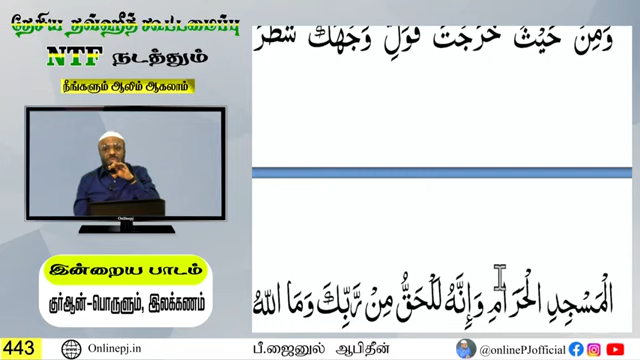 தேசிய தவ்ஹீத் கூட்டமைப்பு
NTF நடத்தும்
நீங்களும் ஆலிம் ஆகலாம்
Onlinepj
இன்றைய பாடம்
குர்ஆன்-பொருளும், இலக்கணம்
وَمِنْ حَيْثُ خَرَجْتَ فَوَلِّ وَجْهَكَ شَطْرَ
الْمَسْجِدِ الْحَرَامِ وَإِنَّهُ لَلْحَقُّ مِنْ رَّبِّكَ وَمَا اللّٰهُ
443
Onlinepj.in
பீ.ஜைனுல் ஆபிதீன்
@onlinePJofficial